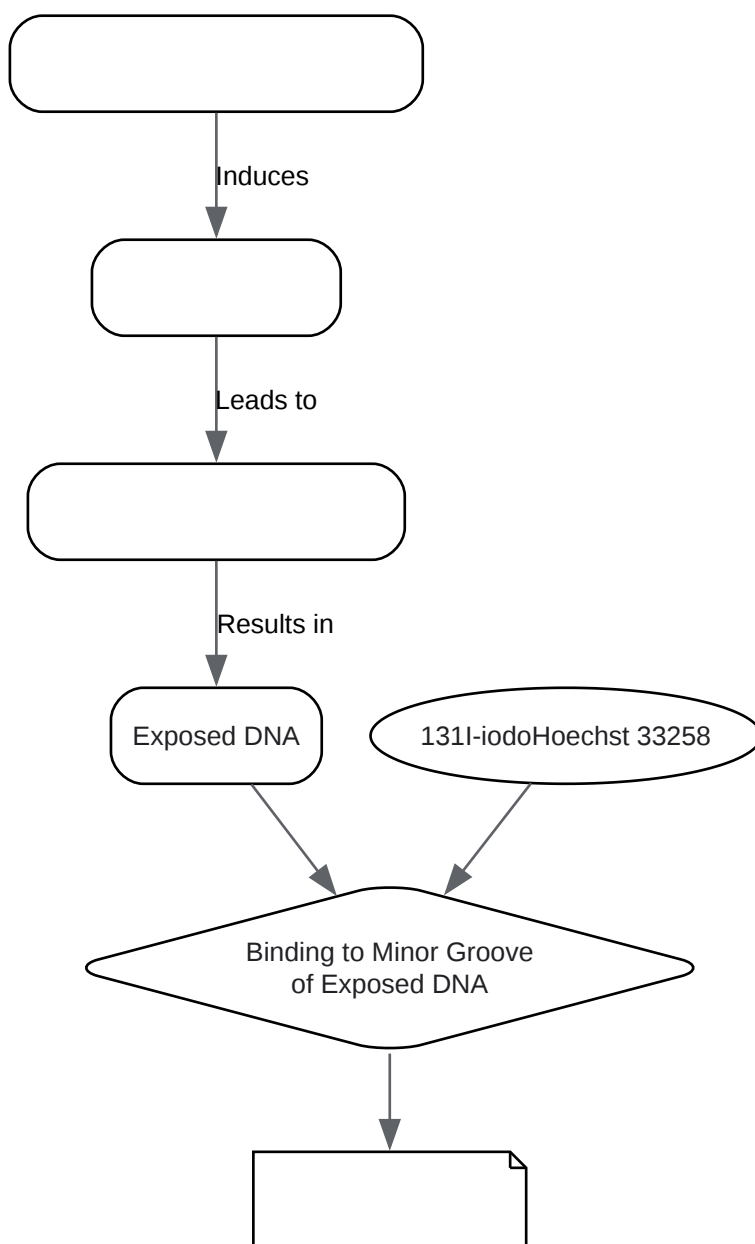 Induces
Leads to
Results in
Exposed DNA
131I-iodoHoechst 33258
Binding to Minor Groove
of Exposed DNA